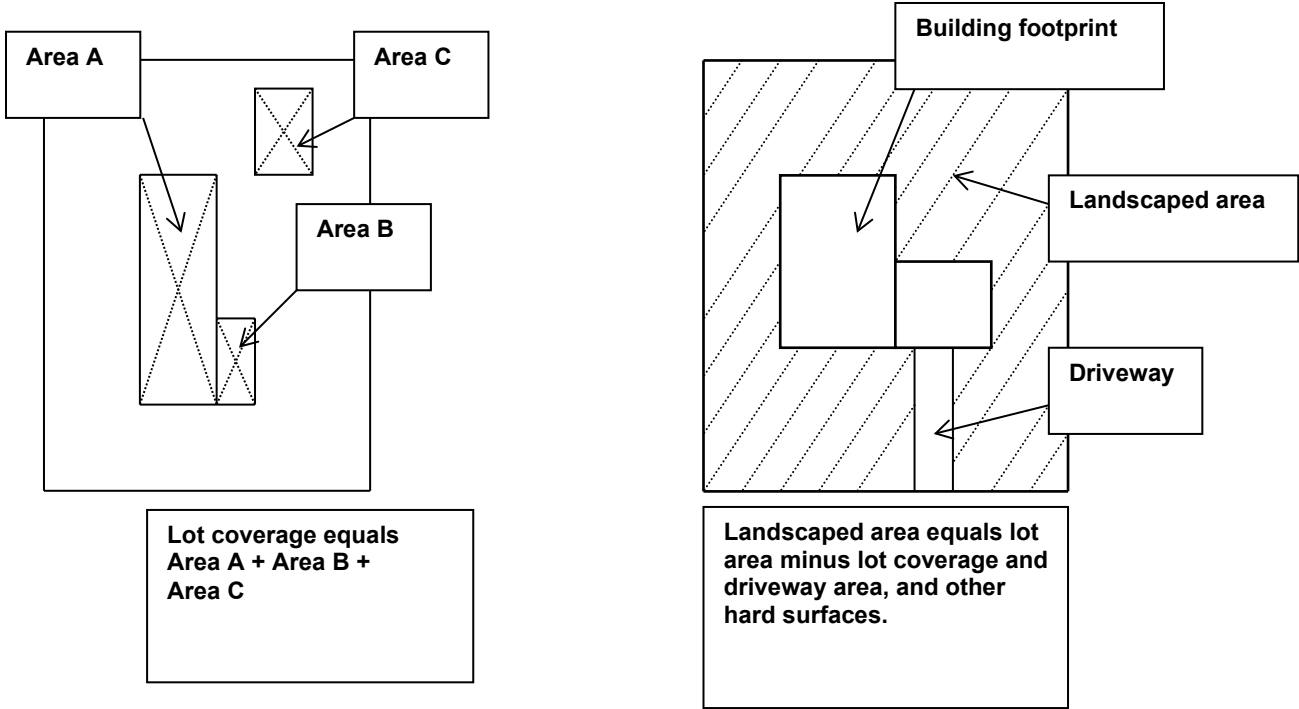 Area A
Area C
Area B
Lot coverage equals
Area A + Area B +
Area C
Building footprint
Landscaped area
Driveway
Landscaped area equals lot
area minus lot coverage and
driveway area, and other
hard surfaces.